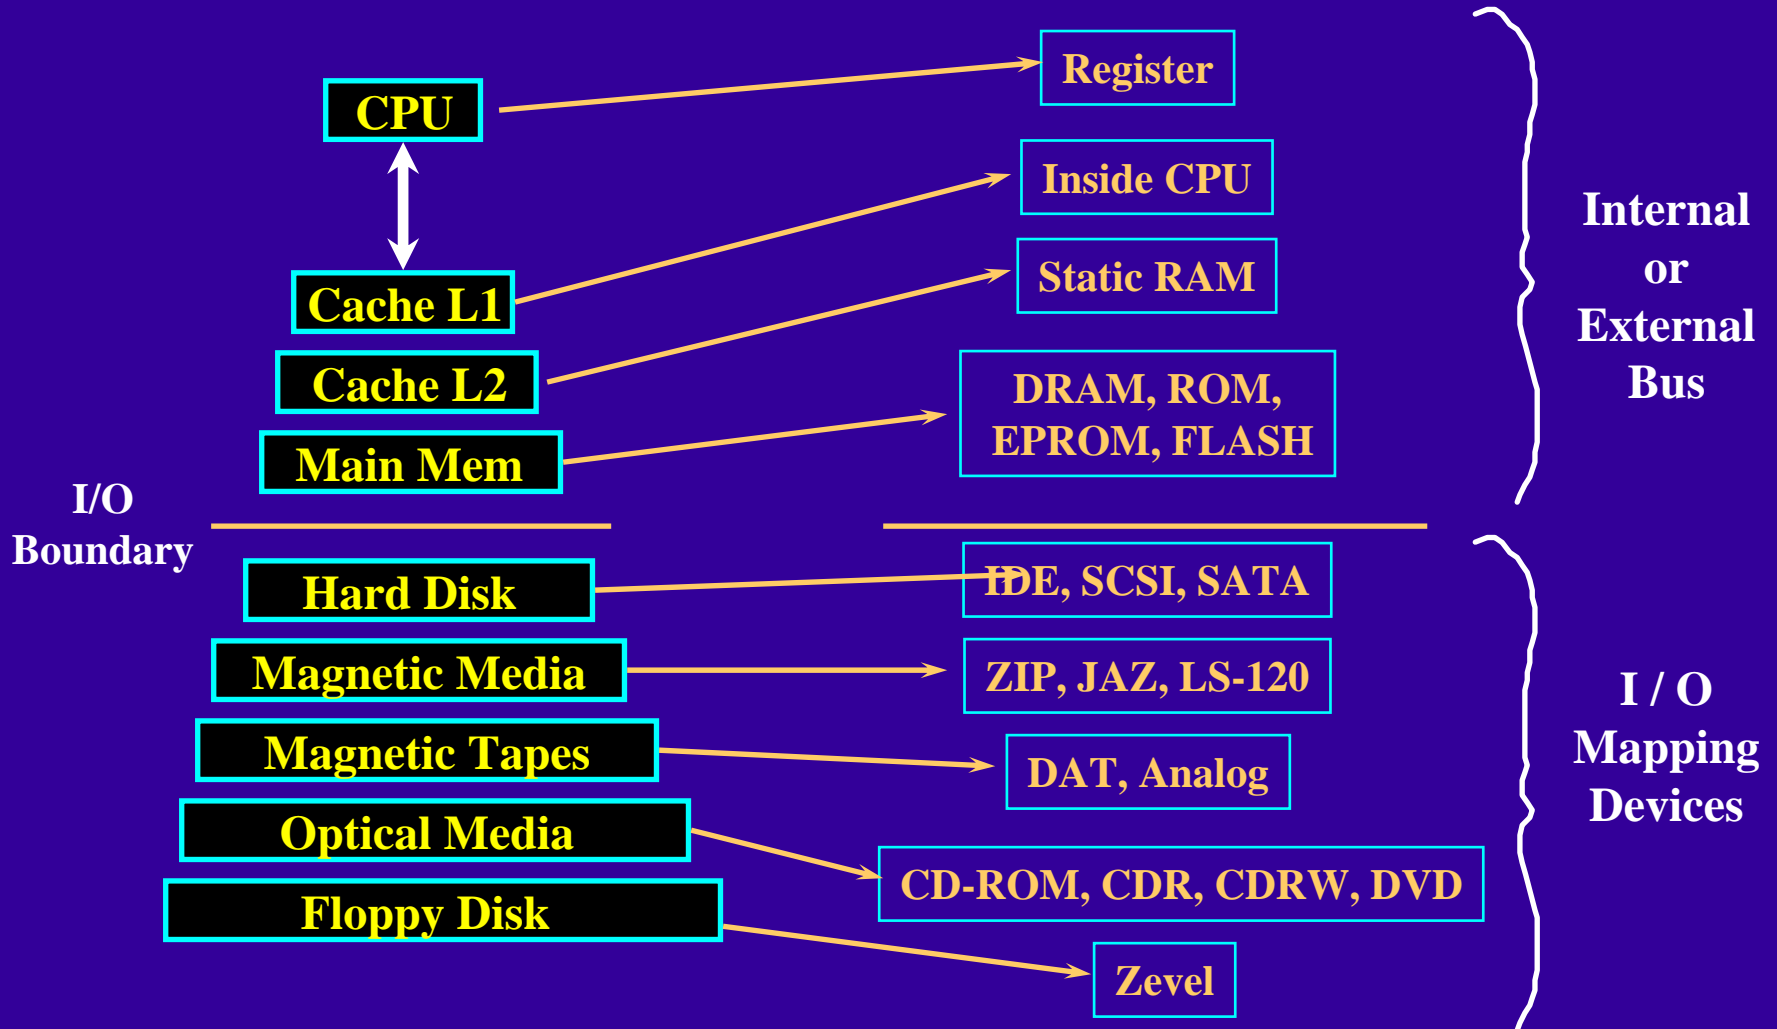 CPU
Register
Cache L1
Inside CPU
Cache L2
Static RAM
Main Mem
DRAM, ROM,
EPROM, FLASH
Internal
or
External
Bus
I/O
Boundary
Hard Disk
IDE, SCSI, SATA
Magnetic Media
ZIP, JAZ, LS-120
Magnetic Tapes
DAT, Analog
Optical Media
CD-ROM, CDR, CDRW, DVD
Floppy Disk
Zevel
I / O
Mapping
Devices